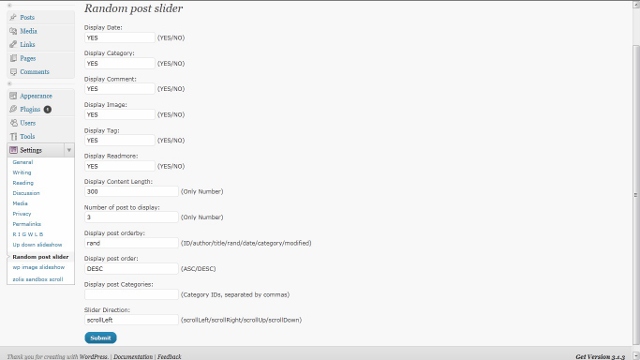 Random post slider
Posts
Media
Links
Pages
Comments
Appearance
Plugins
Users
Tools
Settings
General
Writing
Reading
Discussion
Media
Privacy
Permalinks
R I G W L B
Up down slideshow
Random post slider
wp image slideshow
Display Date:
YES (YES/NO)
Display Category:
YES (YES/NO)
Display Comment:
YES (YES/NO)
Display Image:
YES (YES/NO)
Display Tag:
YES (YES/NO)
Display Readmore:
YES (YES/NO)
Display Content Length:
300 (Only Number)
Number of post to display:
3 (Only Number)
Display post orderby:
rand (ID/author/title/rand/date/category/modified)
Display post order:
DESC (ASC/DESC)
Display post Categories:
(Category IDs, separated by commas)
Slider Direction:
scrollLeft (scrollLeft/scrollRight/scrollUp/scrollDown)
Submit
Thank you for creating with WordPress. | Documentation | Feedback
Get Version 3.1.3